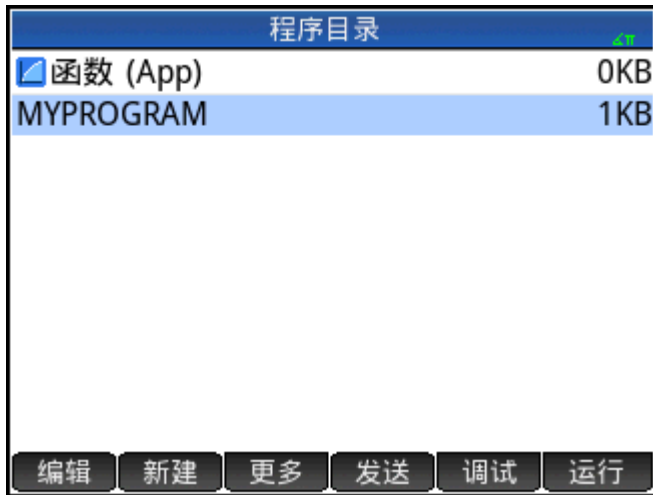 程序目录
∡π
函数 (App) 0KB
MYPROGRAM 1KB
编辑 新建 更多 发送 调试 运行